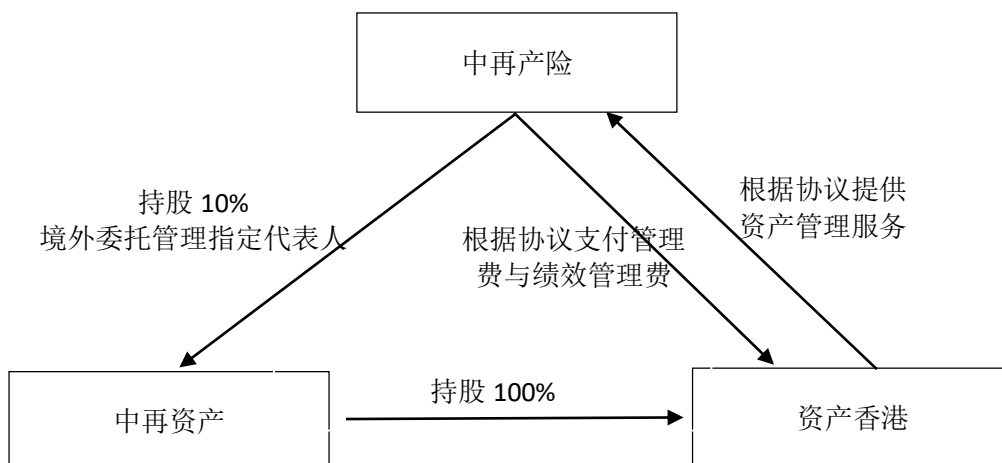 中再产险
持股 10%
境外委托管理指定代表人
根据协议支付管理
费与绩效管理费
根据协议提供
资产管理服务
中再资产
持股 100%
资产香港